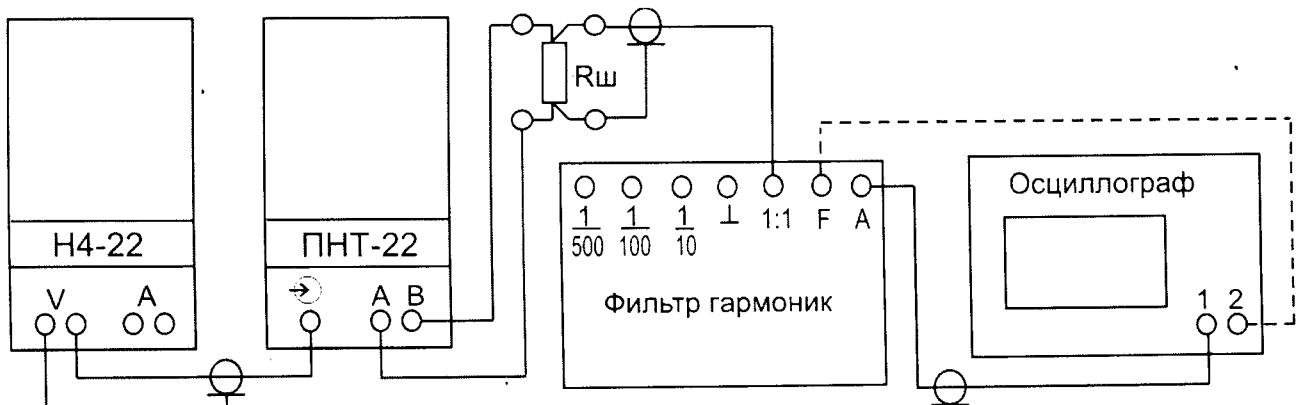 Rш
Осциллограф
1/500 1/100 1/10 ⊥ 1:1 F A
Н4-22
ПНТ-22
V A
A B
Фильтр гармоник
1 2